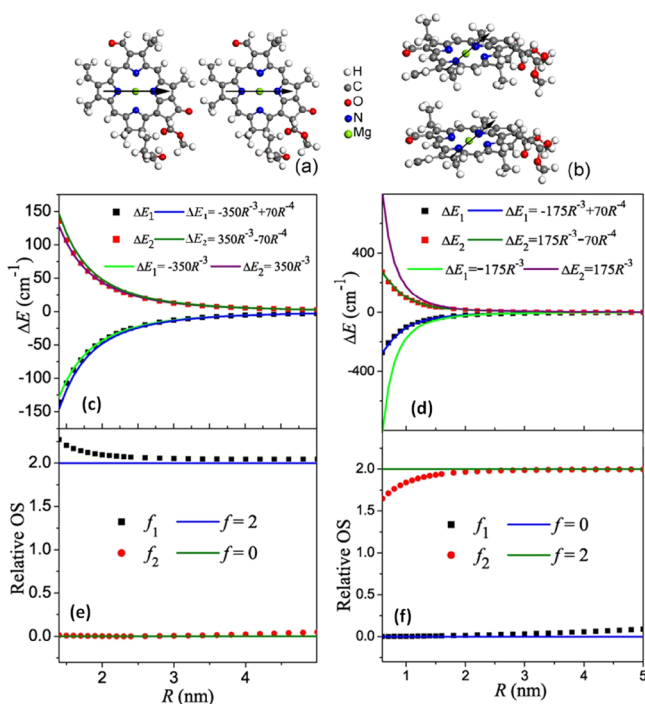 H
C
O
N
Mg
(a)
(b)
ΔE₁ ΔE₁ = -350R⁻³+70R⁻⁴
ΔE₂ ΔE₂ = 350R⁻³-70R⁻⁴
ΔE₁= -350R⁻³ ΔE₂= 350R⁻³
150
100
50
0
-50
-100
-150
ΔE (cm⁻¹)
(c)
ΔE₁ ΔE₁= -175R⁻³+70R⁻⁴
ΔE₂ ΔE₂=175R⁻³-70R⁻⁴
ΔE₁=-175R⁻³ ΔE₂=175R⁻³
400
0
-400
ΔE (cm⁻¹)
(d)
2.0
1.5
1.0
0.5
0.0
Relative OS
f₁ f = 2
f₂ f = 0
(e)
2 3 4
R (nm)
2.0
1.5
1.0
0.5
0.0
Relative OS
f₁ f = 0
f₂ f = 2
(f)
1 2 3 4 5
R (nm)